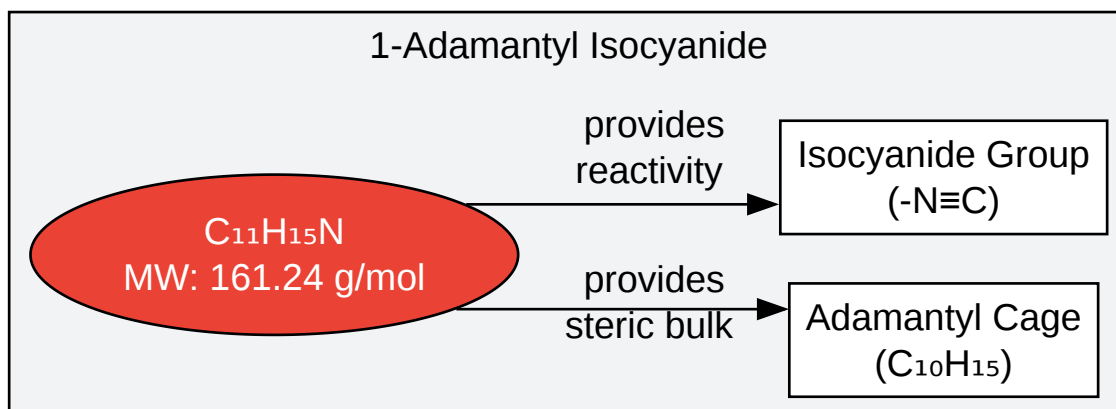 1-Adamantyl Isocyanide
provides
reactivity
Isocyanide Group
(-N≡C)
C₁₁H₁₅N
MW: 161.24 g/mol
provides
steric bulk
Adamantyl Cage
(C₁₀H₁₅)